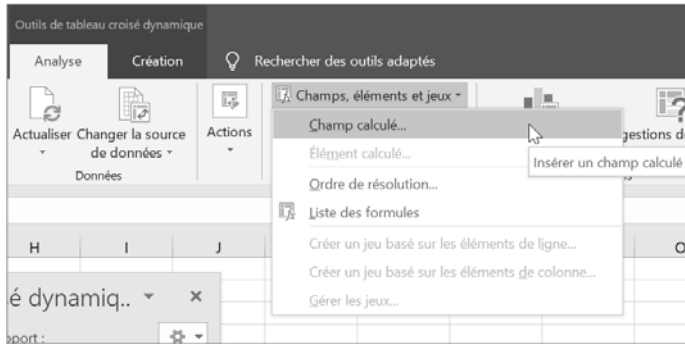 Outils de tableau croisé dynamique
Analyse Création Rechercher des outils adaptés
Champs, éléments et jeux
Actualiser Changer la source Actions
de données
Données
Champ calculé...
Élément calculé...
Insérer un champ calculé
Ordre de résolution...
Liste des formules
Créer un jeu basé sur les éléments de ligne...
Créer un jeu basé sur les éléments de colonne...
Gérer les jeux...
H I J O
é dynamiq..